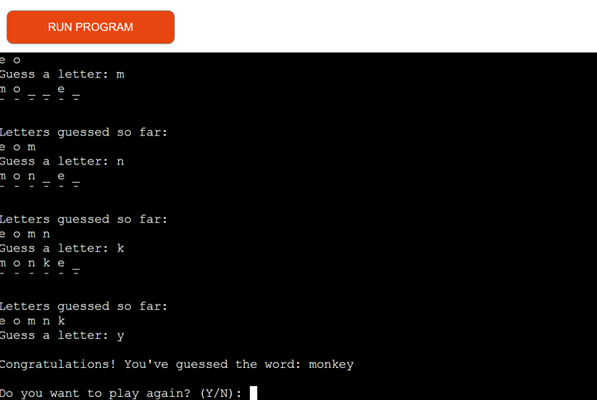 RUN PROGRAM
e o
Guess a letter: m
m o _ _ e _
- - - - - -
Letters guessed so far:
e o m
Guess a letter: n
m o n _ e _
- - - - - -
Letters guessed so far:
e o m n
Guess a letter: k
m o n k e _
- - - - - -
Letters guessed so far:
e o m n k
Guess a letter: y
Congratulations! You've guessed the word: monkey
Do you want to play again? (Y/N):